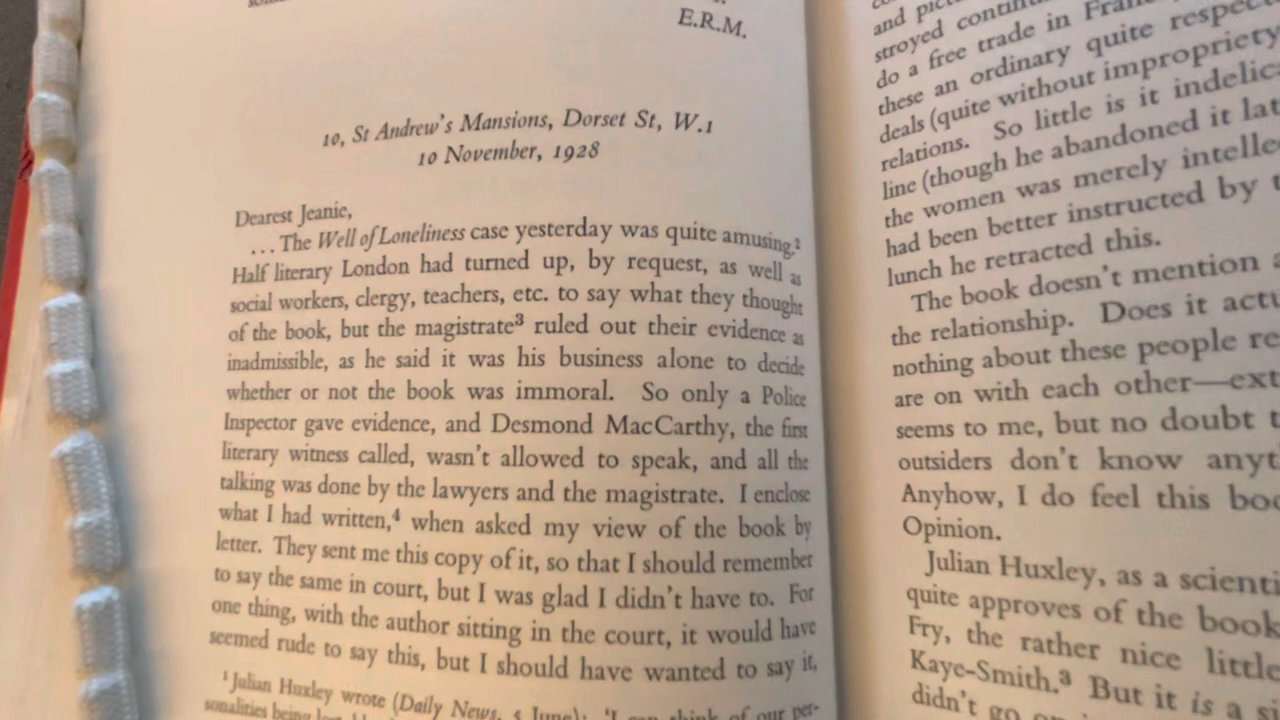 E.R.M.
10, St Andrew's Mansions, Dorset St, W.1
10 November, 1928
Dearest Jeanie,
... The Well of Loneliness case yesterday was quite amusing.²
Half literary London had turned up, by request, as well as
social workers, clergy, teachers, etc. to say what they thought
of the book, but the magistrate³ ruled out their evidence as
inadmissible, as he said it was his business alone to decide
whether or not the book was immoral. So only a Police
Inspector gave evidence, and Desmond MacCarthy, the first
literary witness called, wasn't allowed to speak, and all the
talking was done by the lawyers and the magistrate. I enclose
what I had written,⁴ when asked my view of the book by
letter. They sent me this copy of it, so that I should remember
to say the same in court, but I was glad I didn't have to. For
one thing, with the author sitting in the court, it would have
seemed rude to say this, but I should have wanted to say it,
¹ Julian Huxley wrote (Daily News, 5 June): 'I can think of our per-
sonalities being
and
stroyed
do a free trade in
these an ordinary quite
deals (quite without impropriety
relations. So little is it
line (though he abandoned it
the women was merely
had been better instructed by
lunch he retracted this.
The book doesn't mention
the relationship. Does it
nothing about these people
are on with each other—
seems to me, but no doubt
outsiders don't know
Anyhow, I do feel this
Opinion.
Julian Huxley, as a
quite approves of the book
Fry, the rather nice little
Kaye-Smith.³ But it is a
didn't go